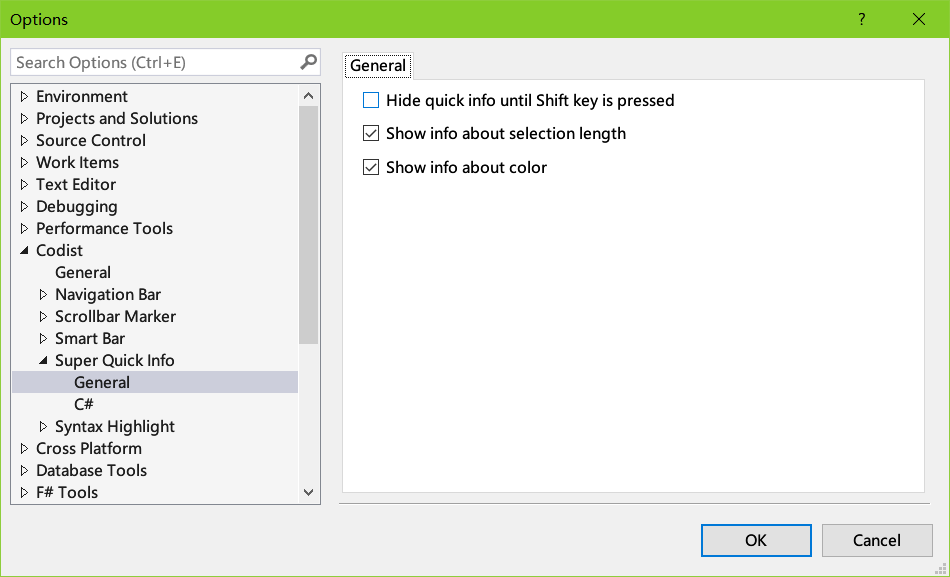 Options
?
Search Options (Ctrl+E)
Environment
Projects and Solutions
Source Control
Work Items
Text Editor
Debugging
Performance Tools
Codist
General
Navigation Bar
Scrollbar Marker
Smart Bar
Super Quick Info
General
C#
Syntax Highlight
Cross Platform
Database Tools
F# Tools
General
Hide quick info until Shift key is pressed
Show info about selection length
Show info about color
OK
Cancel